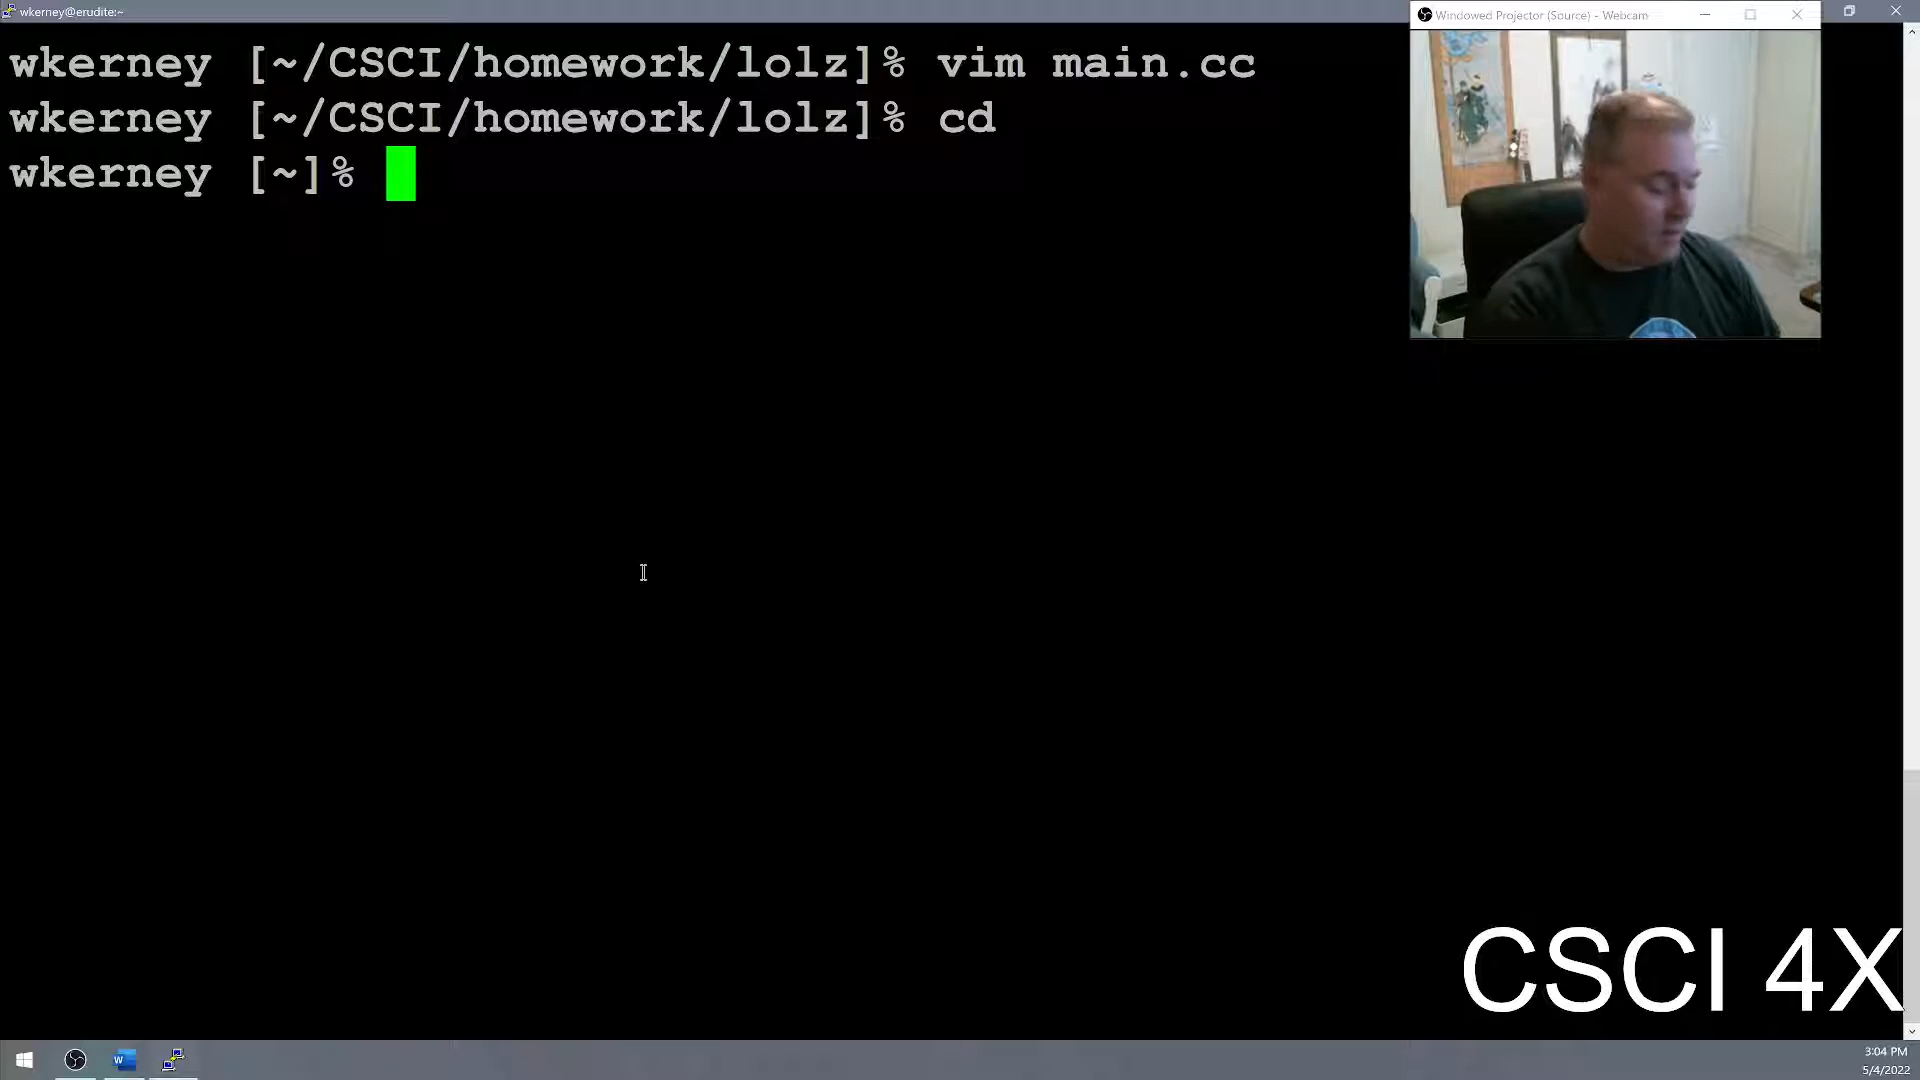 wkerney@erudite:~
Windowed Projector (Source) - Webcam
wkerney [~/CSCI/homework/lolz]% vim main.cc
wkerney [~/CSCI/homework/lolz]% cd
wkerney [~]%
CSCI 4X
3:04 PM
5/4/2022